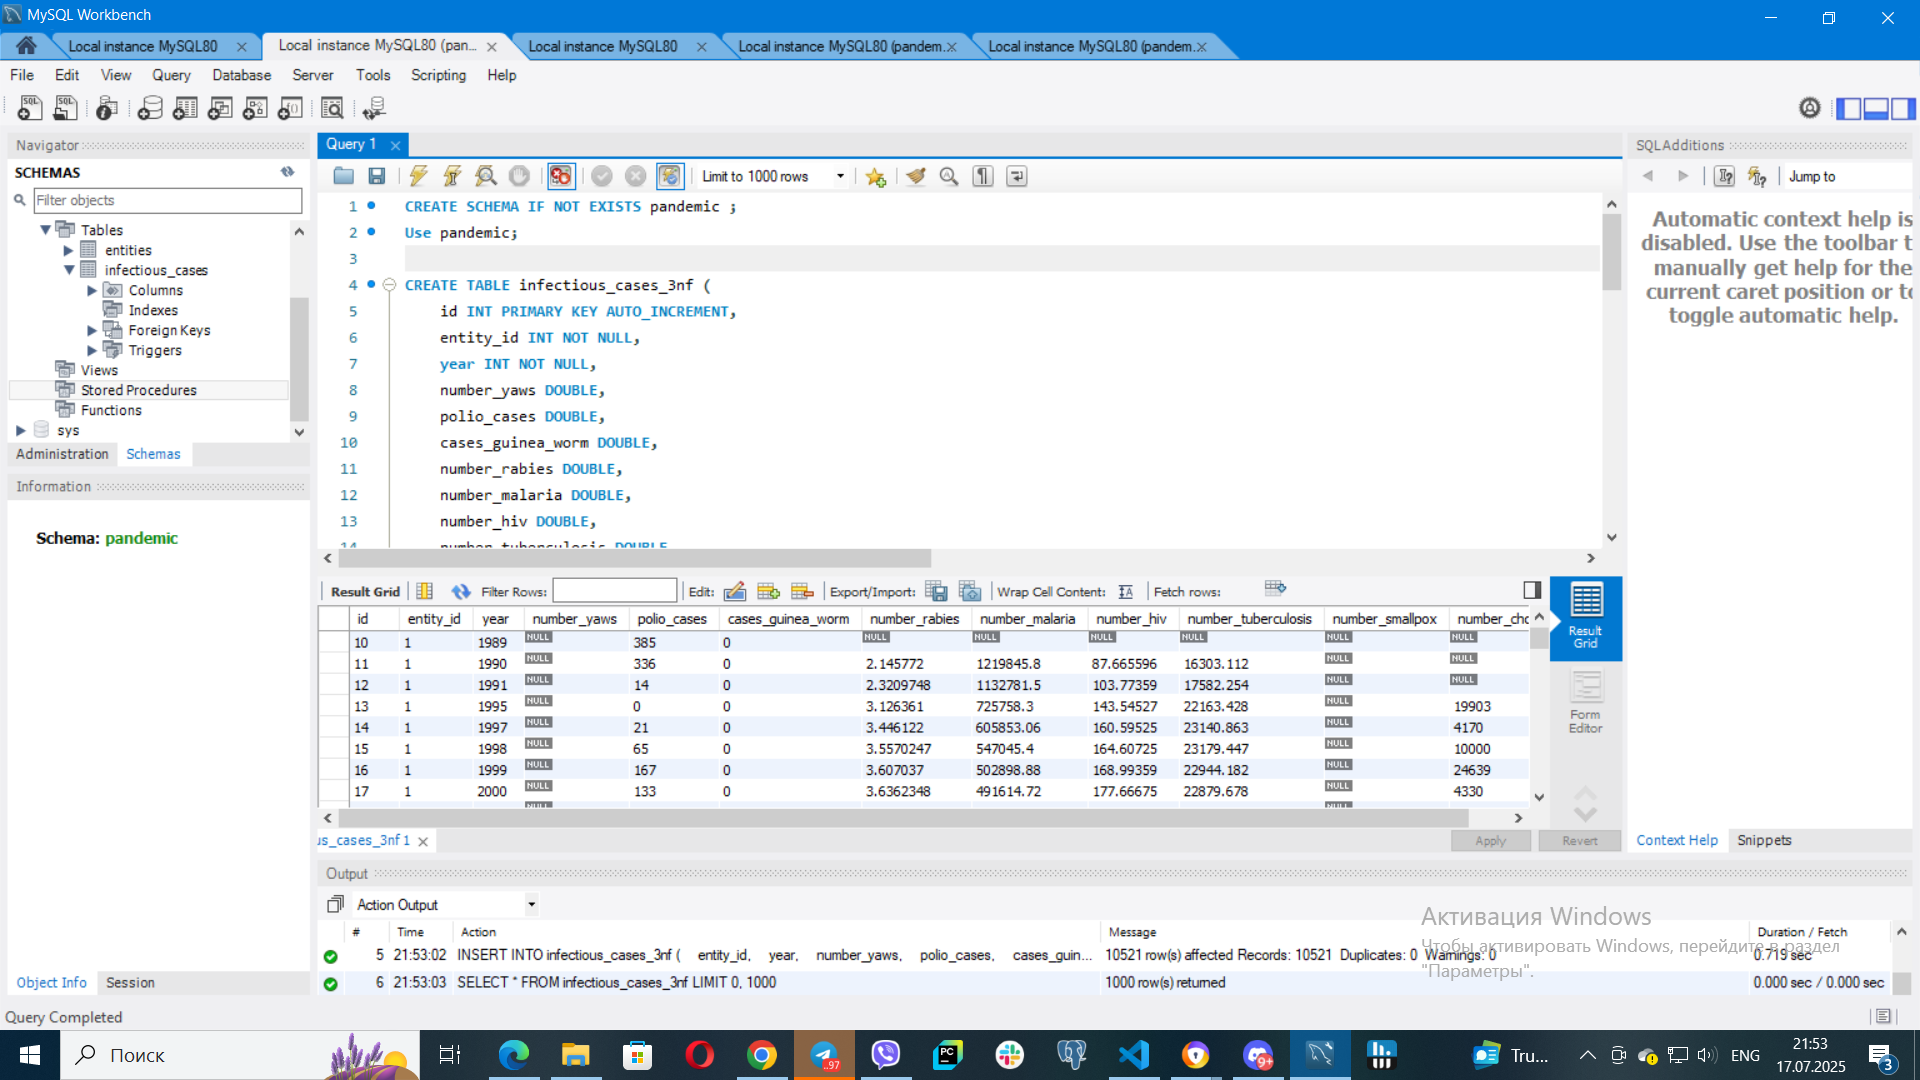 MySQL Workbench
Local instance MySQL80
Local instance MySQL80 (pan...
Local instance MySQL80
Local instance MySQL80 (pandem.
Local instance MySQL80 (pandem.
File Edit View Query Database Server Tools Scripting Help
Navigator
SCHEMAS
Filter objects
Tables
entities
infectious_cases
Columns
Indexes
Foreign Keys
Triggers
Views
Stored Procedures
Functions
sys
Administration Schemas
Information
Schema: pandemic
Object Info Session
Query 1
Limit to 1000 rows
1 CREATE SCHEMA IF NOT EXISTS pandemic ;
2 Use pandemic;
3
4 CREATE TABLE infectious_cases_3nf (
5 id INT PRIMARY KEY AUTO_INCREMENT,
6 entity_id INT NOT NULL,
7 year INT NOT NULL,
8 number_yaws DOUBLE,
9 polio_cases DOUBLE,
10 cases_guinea_worm DOUBLE,
11 number_rabies DOUBLE,
12 number_malaria DOUBLE,
13 number_hiv DOUBLE,
14 number_tuberculosis DOUBLE
Result Grid Filter Rows: Edit: Export/Import: Wrap Cell Content: Fetch rows:
id entity_id year number_yaws polio_cases cases_guinea_worm number_rabies number_malaria number_hiv number_tuberculosis number_smallpox number_cho
10 1 1989 NULL 385 0 NULL NULL NULL NULL NULL NULL
11 1 1990 NULL 336 0 2.145772 1219845.8 87.665596 16303.112 NULL NULL
12 1 1991 NULL 14 0 2.3209748 1132781.5 103.77359 17582.254 NULL NULL
13 1 1995 NULL 0 0 3.126361 725758.3 143.54527 22163.428 NULL 19903
14 1 1997 NULL 21 0 3.446122 605853.06 160.59525 23140.863 NULL 4170
15 1 1998 NULL 65 0 3.5570247 547045.4 164.60725 23179.447 NULL 10000
16 1 1999 NULL 167 0 3.607037 502898.88 168.99359 22944.182 NULL 24639
17 1 2000 NULL 133 0 3.6362348 491614.72 177.66675 22879.678 NULL 4330
NULL NULL
Result Grid
Form Editor
us_cases_3nf 1
Apply Revert
SQLAdditions
Jump to
Automatic context help is
disabled. Use the toolbar t
manually get help for the
current caret position or to
toggle automatic help.
Context Help Snippets
Output
Action Output
# Time Action Message Duration / Fetch
5 21:53:02 INSERT INTO infectious_cases_3nf ( entity_id, year, number_yaws, polio_cases, cases_guin... 10521 row(s) affected Records: 10521 Duplicates: 0 Warnings: 0 0.719 sec
6 21:53:03 SELECT * FROM infectious_cases_3nf LIMIT 0, 1000 1000 row(s) returned 0.000 sec / 0.000 sec
Активация Windows
Чтобы активировать Windows, перейдите в раздел
"Параметры".
Query Completed
Поиск
..97
PC
9+
Tru...
ENG
21:53
17.07.2025
3